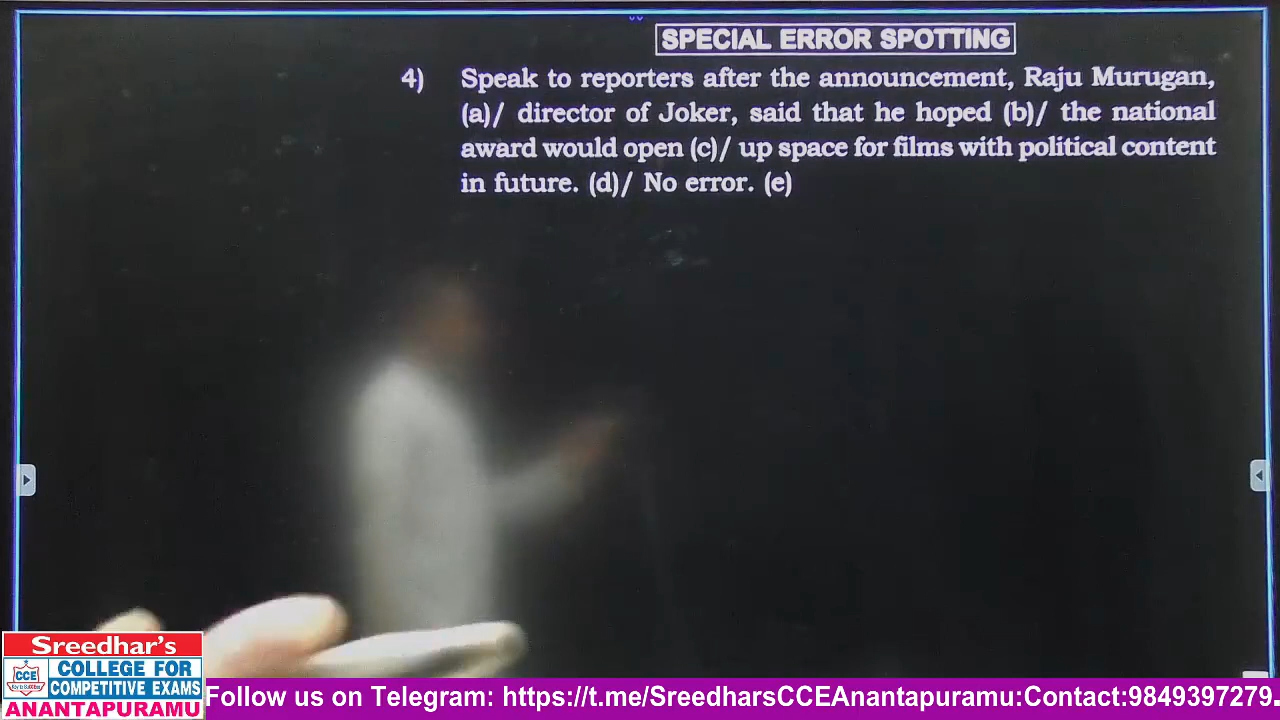 SPECIAL ERROR SPOTTING
4) Speak to reporters after the announcement, Raju Murugan,
(a)/ director of Joker, said that he hoped (b)/ the national
award would open (c)/ up space for films with political content
in future. (d)/ No error. (e)
Sreedhar's
CCE
COLLEGE FOR
COMPETITIVE EXAMS
ANANTAPURAMU
Follow us on Telegram: https://t.me/SreedharsCCEAnantapuramu:Contact:9849397279.